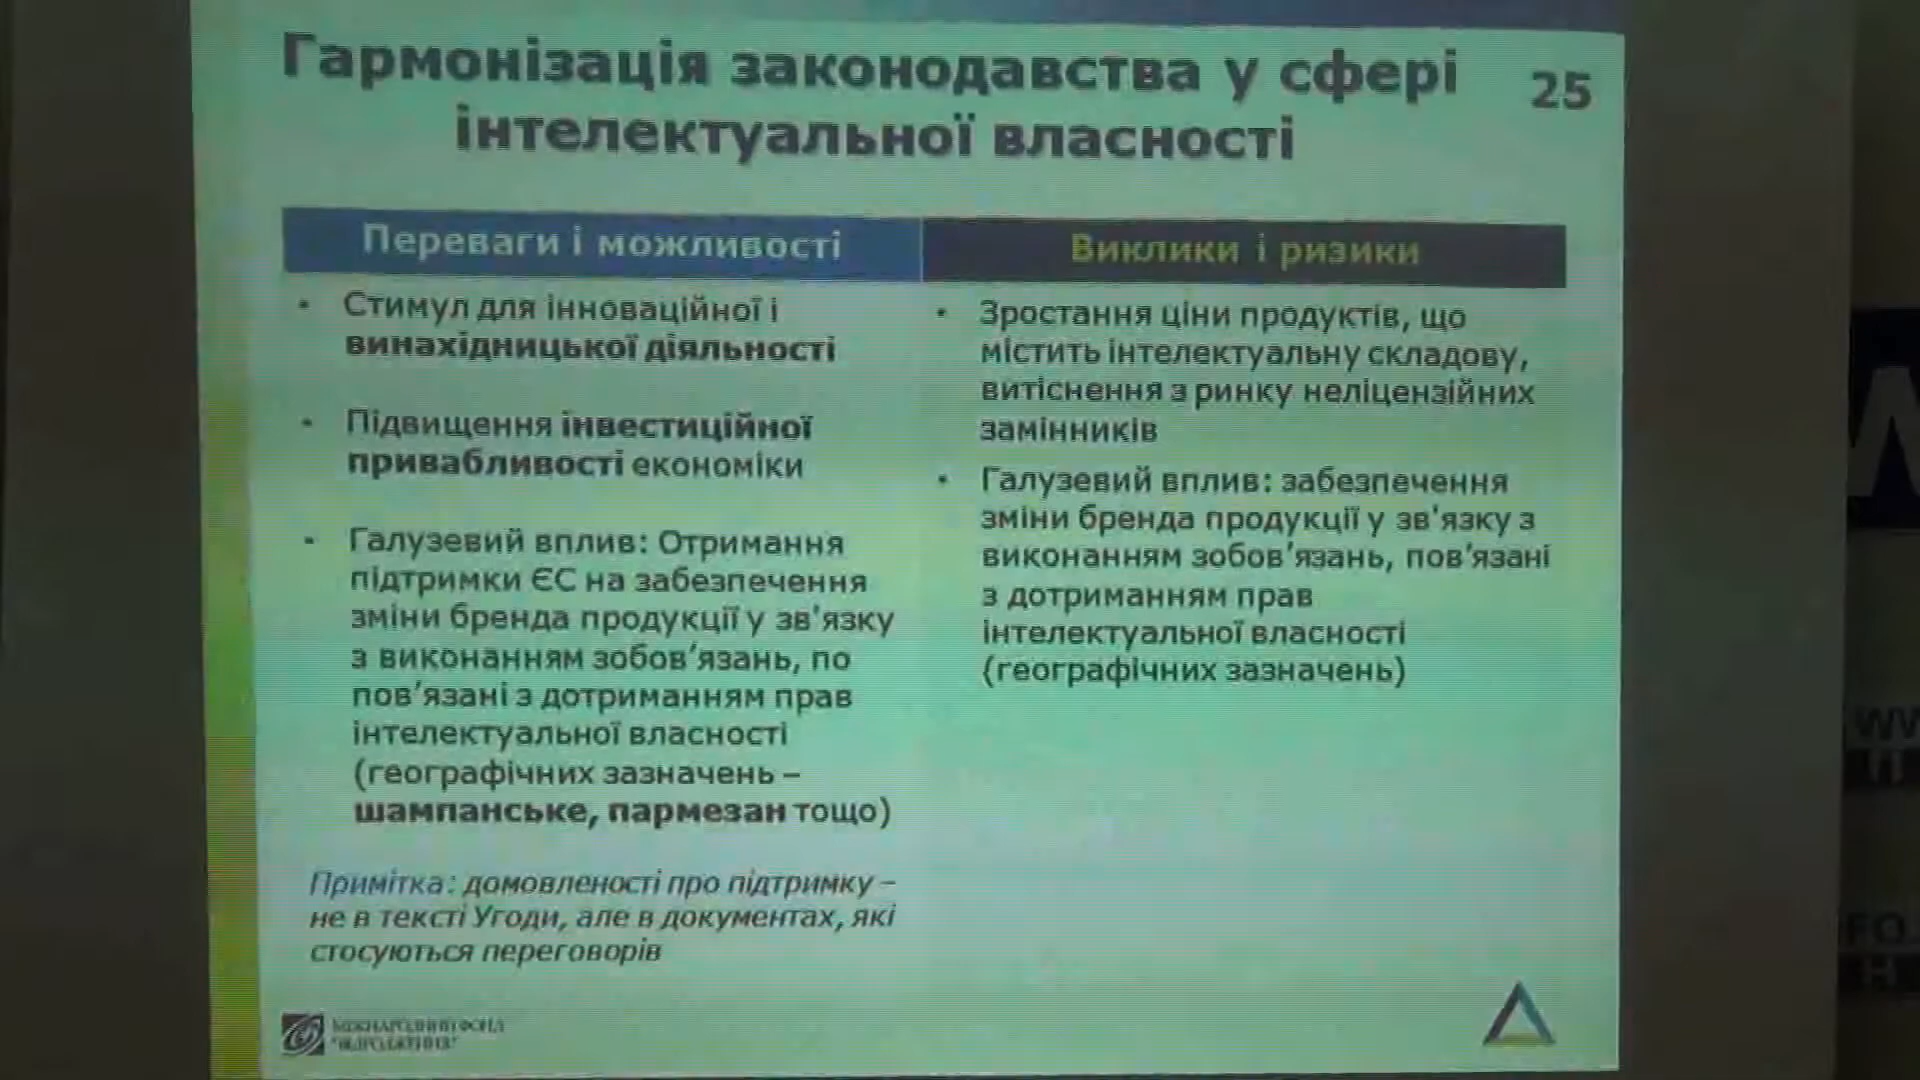 Гармонізація законодавства у сфері
інтелектуальної власності
25
Переваги і можливості
• Стимул для інноваційної і
винахідницької діяльності
• Підвищення інвестиційної
привабливості економіки
• Галузевий вплив: Отримання
підтримки ЄС на забезпечення
зміни бренда продукції у зв'язку
з виконанням зобов’язань, по
пов’язані з дотриманням прав
інтелектуальної власності
(географічних зазначень –
шампанське, пармезан тощо)
Примітка: домовленості про підтримку –
не в тексті Угоди, але в документах, які
стосуються переговорів
Виклики і ризики
• Зростання ціни продуктів, що
містить інтелектуальну складову,
витіснення з ринку неліцензійних
замінників
• Галузевий вплив: забезпечення
зміни бренда продукції у зв'язку з
виконанням зобов’язань, пов’язані
з дотриманням прав
інтелектуальної власності
(географічних зазначень)
МІЖНАРОДНИЙ ФОНД
"ВІДРОДЖЕННЯ"